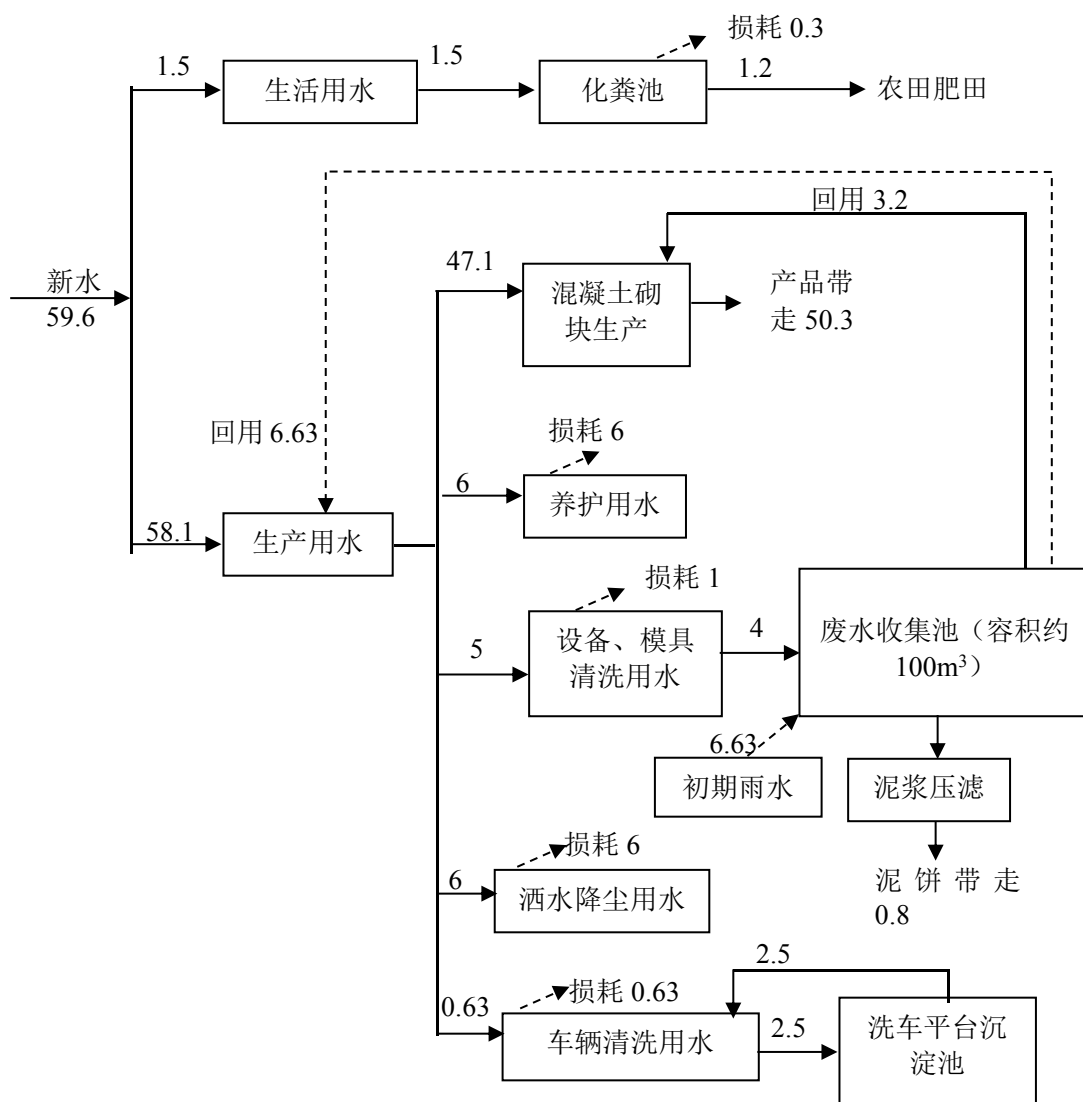 损耗 0.3
1.5
生活用水
1.5
化粪池
1.2
农田肥田
回用 3.2
新水
59.6
47.1
混凝土砌
块生产
产品带
走 50.3
回用 6.63
损耗 6
6
养护用水
58.1
生产用水
损耗 1
5
设备、模具
清洗用水
4
废水收集池（容积约
100m³）
6.63
初期雨水
泥浆压滤
损耗 6
6
洒水降尘用水
泥 饼 带 走
0.8
2.5
损耗 0.63
0.63
车辆清洗用水
2.5
洗车平台沉
淀池